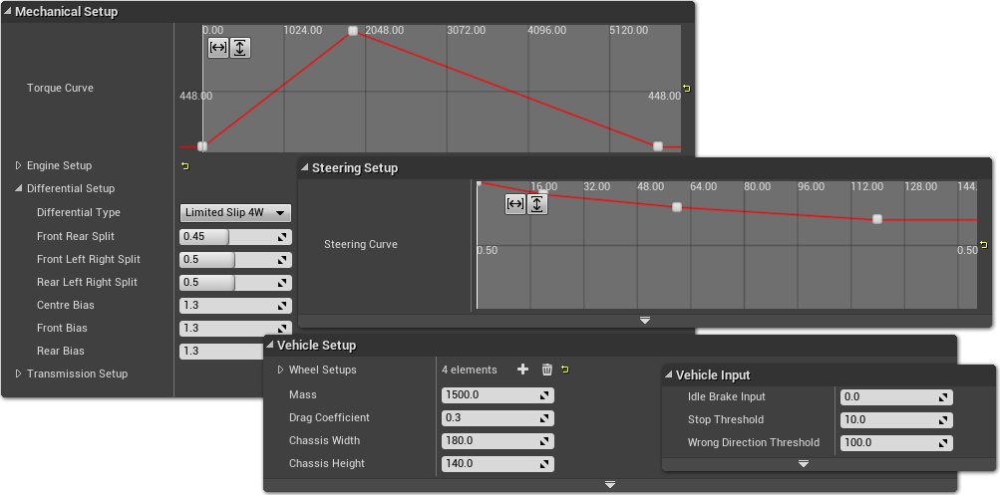 Mechanical Setup
0.00 1024.00 2048.00 3072.00 4096.00 5120.00
Torque Curve
448.00 448.00
Engine Setup
Differential Setup
Differential Type Limited Slip 4W
Front Rear Split 0.45
Front Left Right Split 0.5
Rear Left Right Split 0.5
Centre Bias 1.3
Front Bias 1.3
Rear Bias 1.3
Transmission Setup
Steering Setup
16.00 32.00 48.00 64.00 80.00 96.00 112.00 128.00 144.
Steering Curve
0.50 0.50
Vehicle Setup
Wheel Setups 4 elements
Mass 1500.0
Drag Coefficient 0.3
Chassis Width 180.0
Chassis Height 140.0
Vehicle Input
Idle Brake Input 0.0
Stop Threshold 10.0
Wrong Direction Threshold 100.0